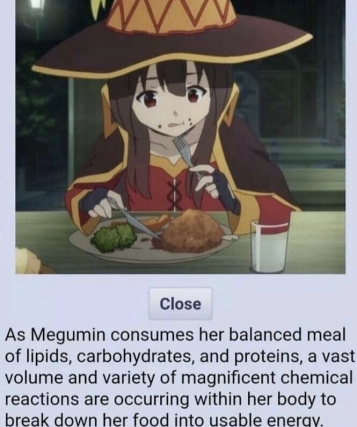 Close
As Megumin consumes her balanced meal
of lipids, carbohydrates, and proteins, a vast
volume and variety of magnificent chemical
reactions are occurring within her body to
break down her food into usable energy.